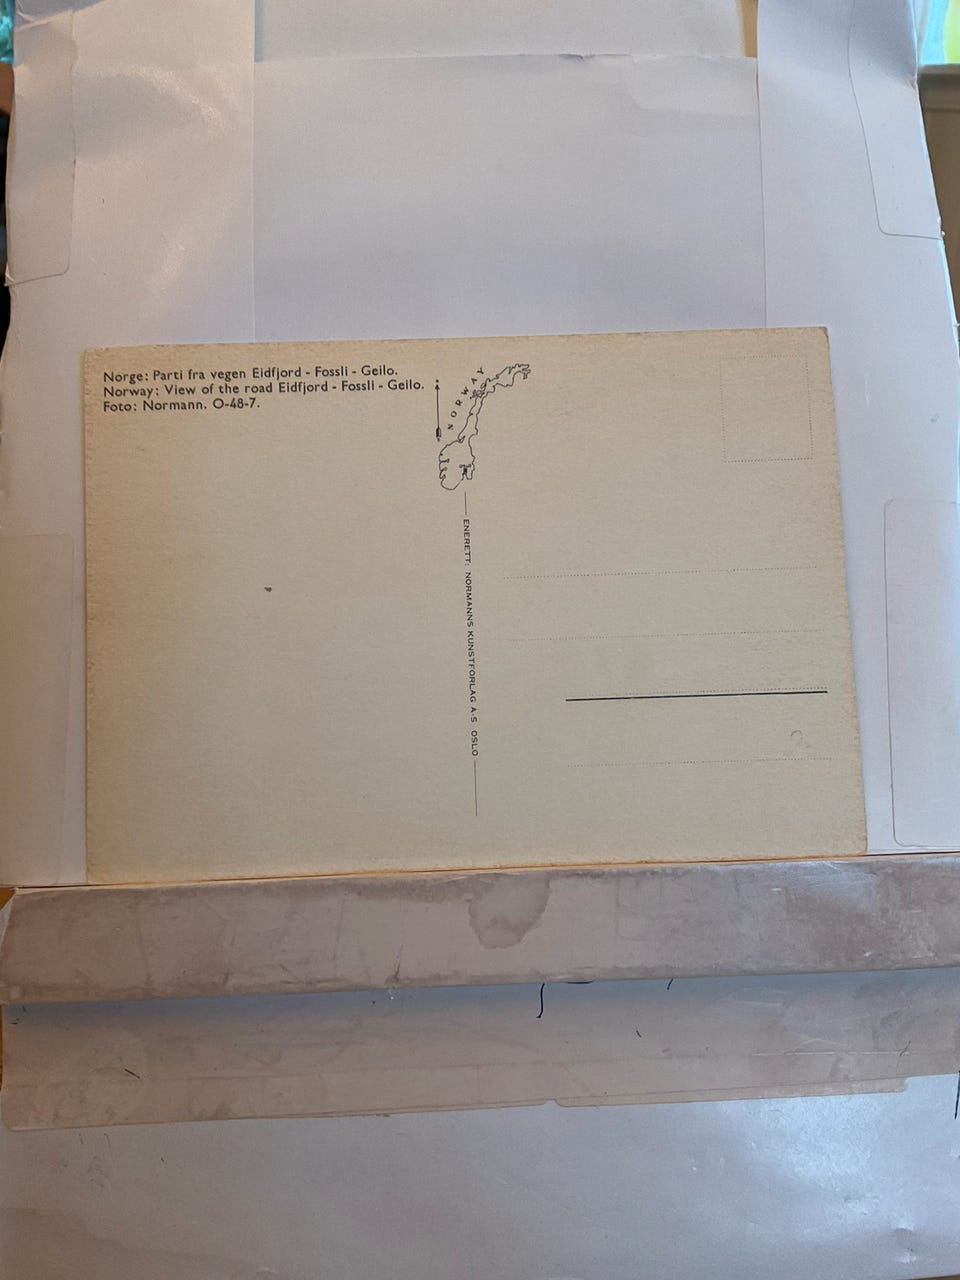 Norge: Parti fra vegen Eidfjord - Fossli - Geilo.
Norway: View of the road Eidfjord - Fossli - Geilo.
Foto: Normann. O-48-7.
NORWAY
ENERETT: NORMANNS KUNSTFORLAG A·S OSLO
2